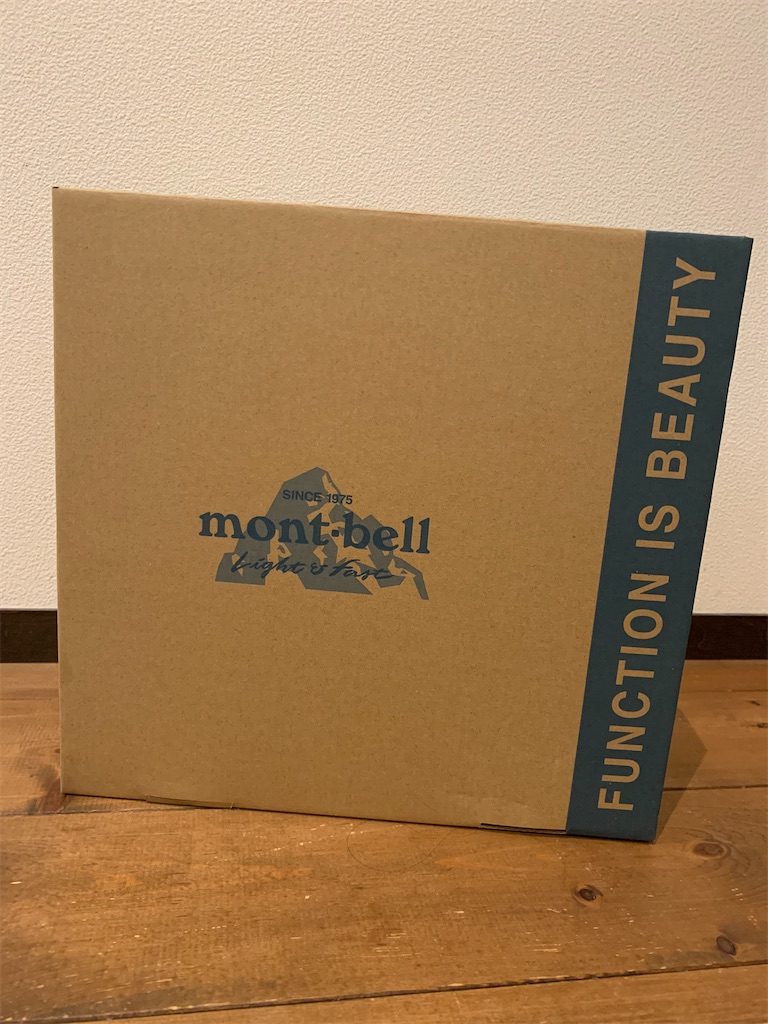 SINCE 1975
mont-bell
Light & Fast
FUNCTION IS BEAUTY